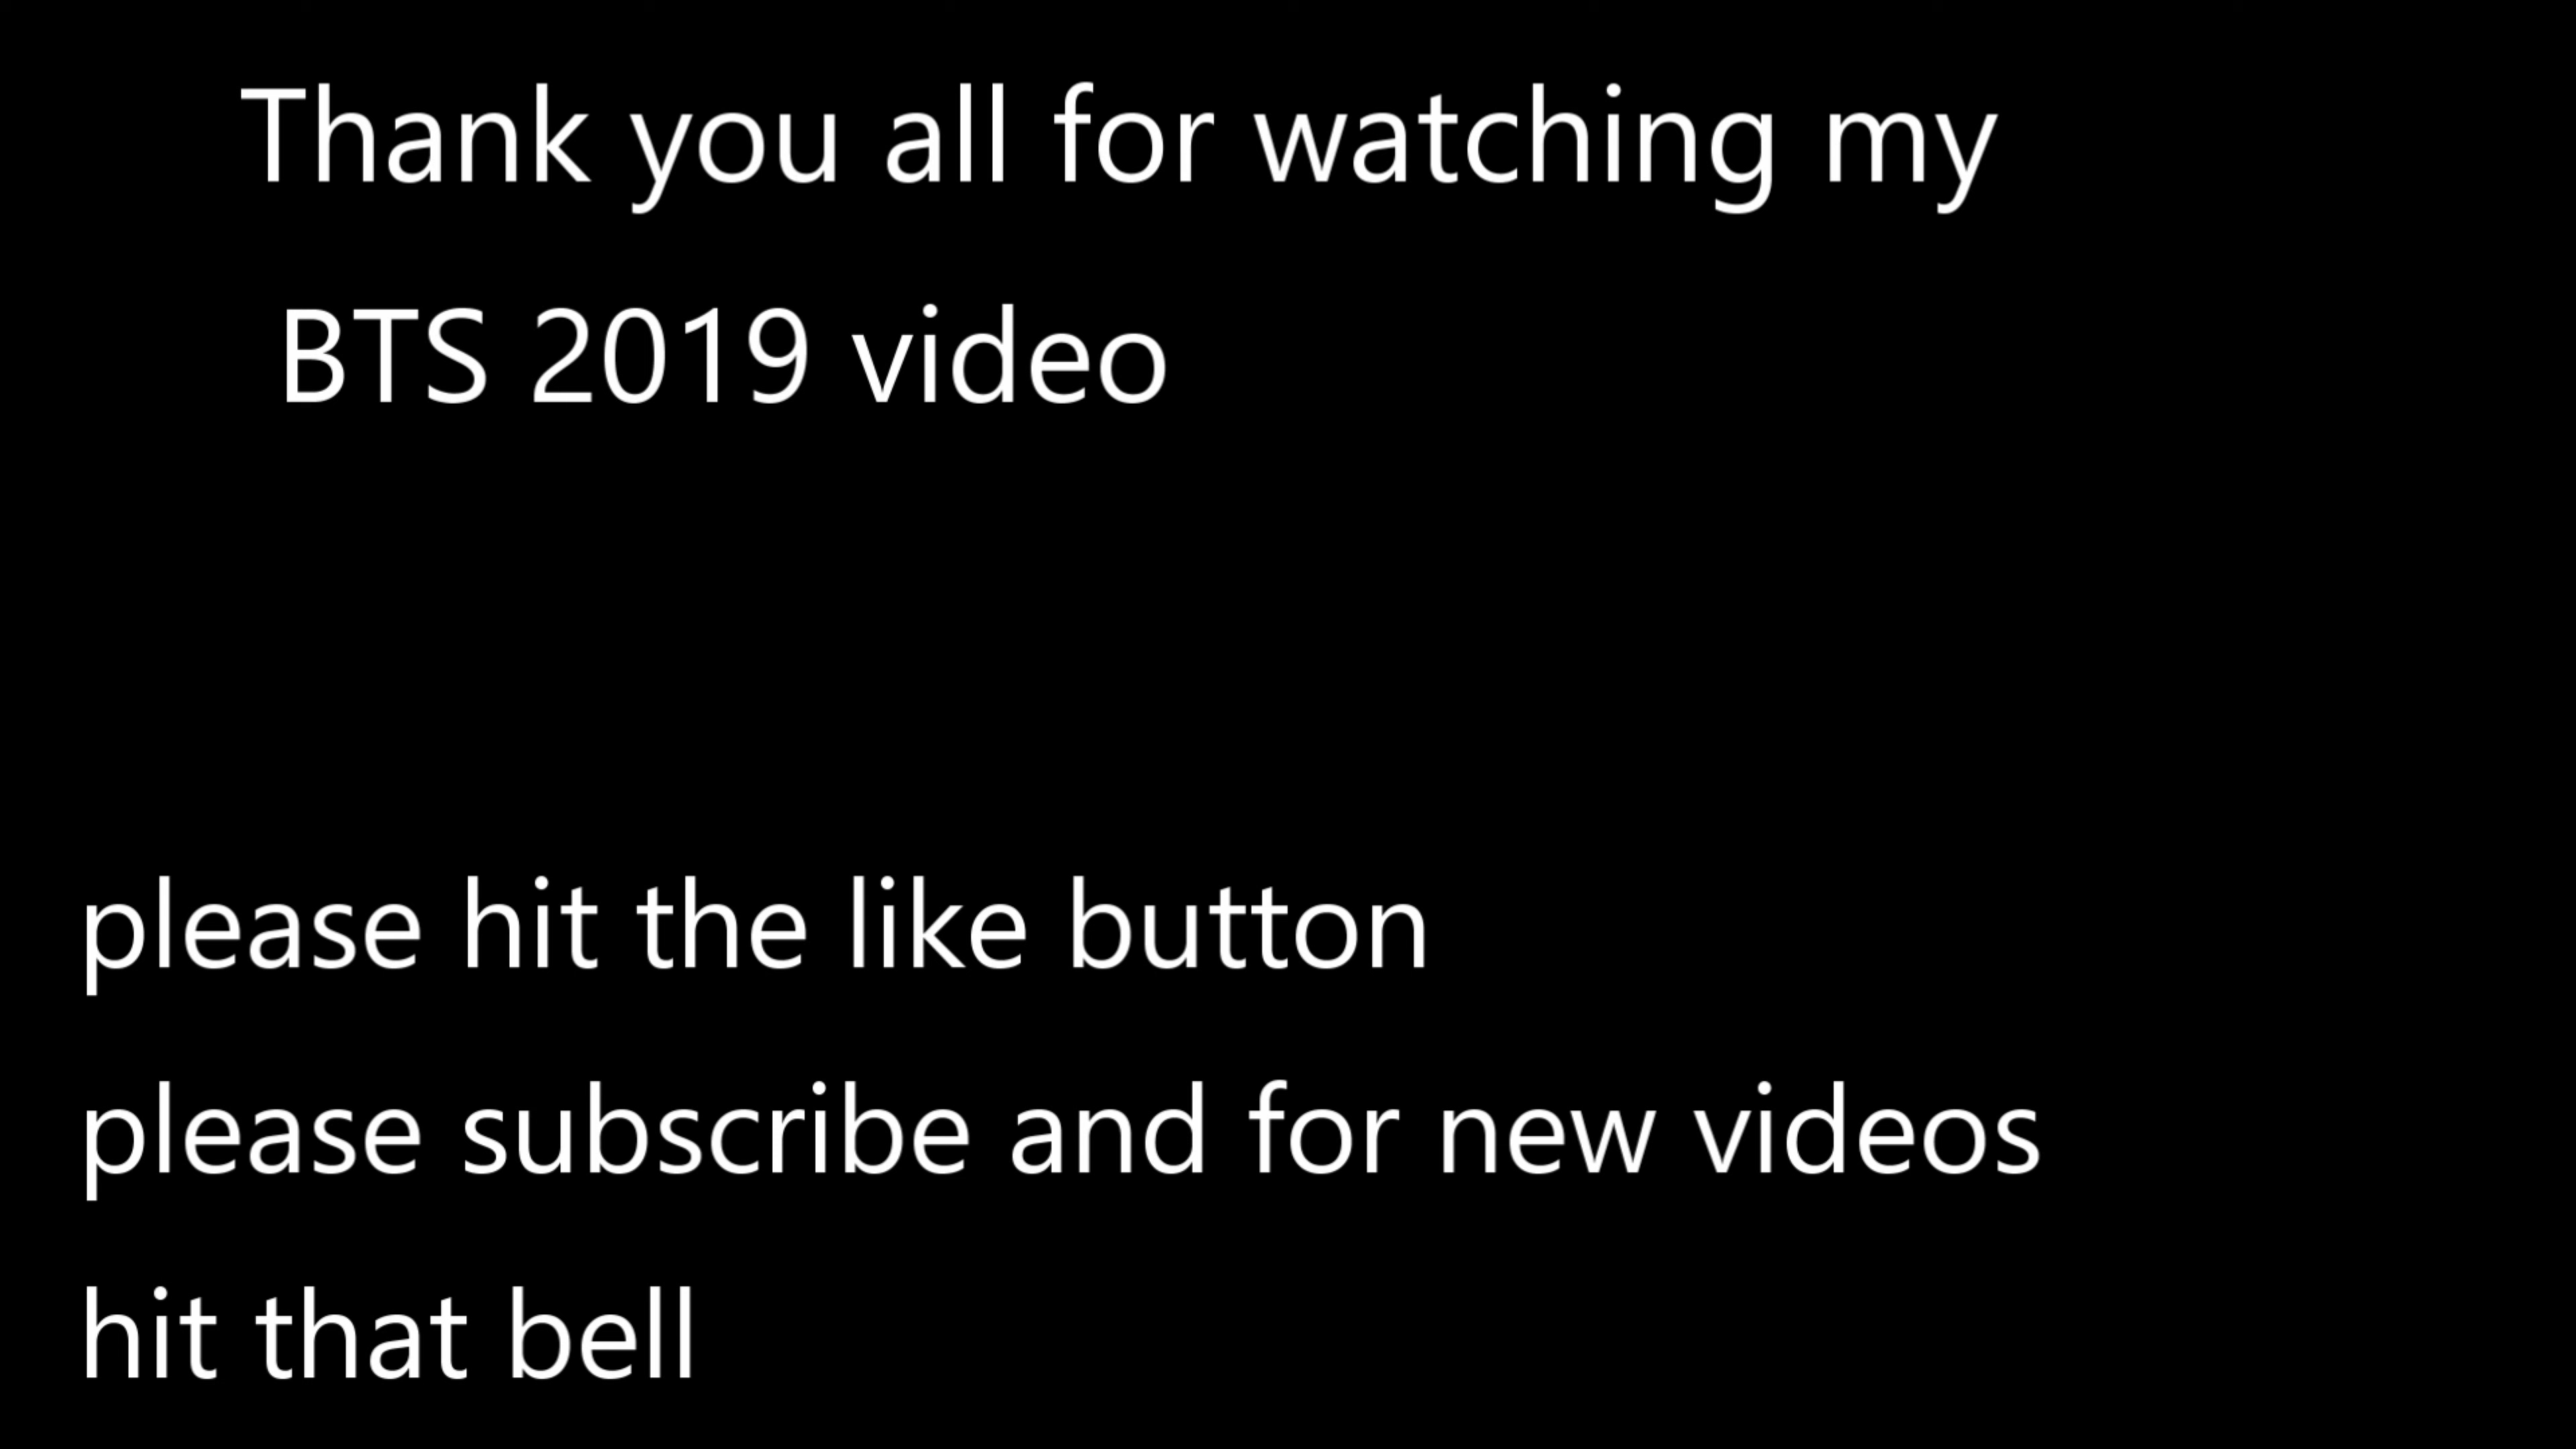 Thank you all for watching my
BTS 2019 video
please hit the like button
please subscribe and for new videos
hit that bell